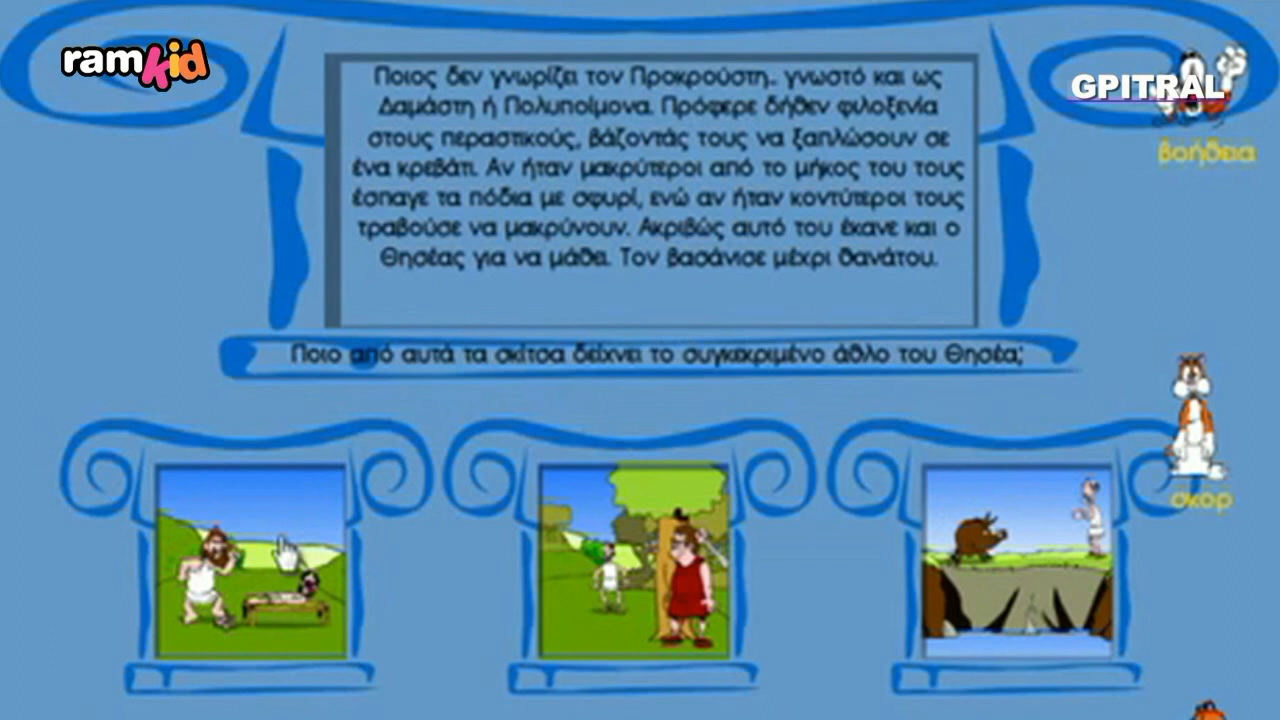 ramkid
GPITRAL
Ποιος δεν γνωρίζει τον Προκρούστη.. γνωστό και ως
Δαμάστη ή Πολυποίμονα. Πρόφερε δήθεν φιλοξενία
στους περαστικούς, βάζοντάς τους να ξαπλώσουν σε
ένα κρεβάτι. Αν ήταν μακρύτεροι από το μήκος του τους
έσπαγε τα πόδια με σφυρί, ενώ αν ήταν κοντύτεροι τους
τραβούσε να μακρύνουν. Ακριβώς αυτό του έκανε και ο
Θησέας για να μάθει. Τον βασάνισε μέχρι θανάτου.
βοήθεια
Ποιο από αυτά τα σκίτσα δείχνει το συγκεκριμένο άθλο του Θησέα;
σκορ